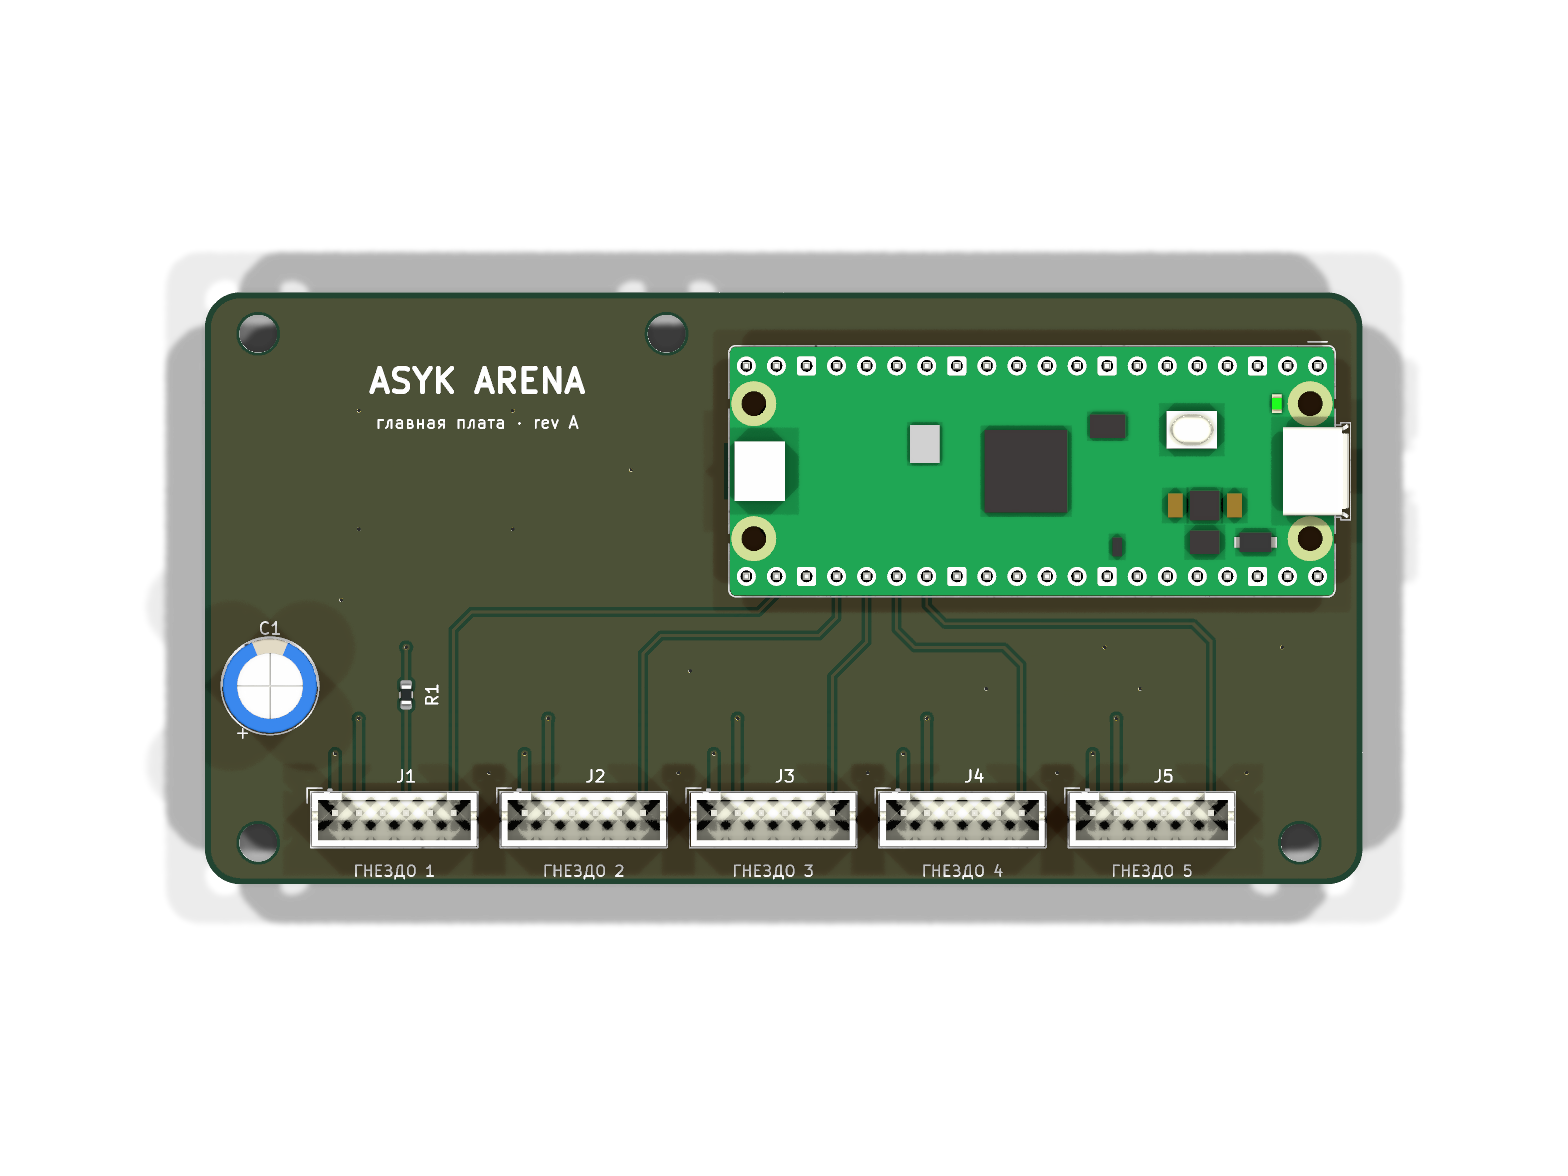 ASYK ARENA
главная плата · rev A
C1
+
R1
J1 J2 J3 J4 J5
ГНЕЗДО 1 ГНЕЗДО 2 ГНЕЗДО 3 ГНЕЗДО 4 ГНЕЗДО 5